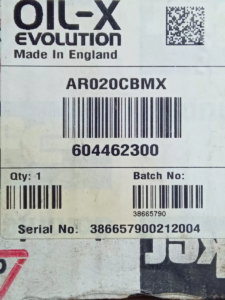 OIL-X
EVOLUTION
Made In England
AR020CBMX
604462300
Qty: 1 Batch No:
38665790
Serial No: 386657900212004